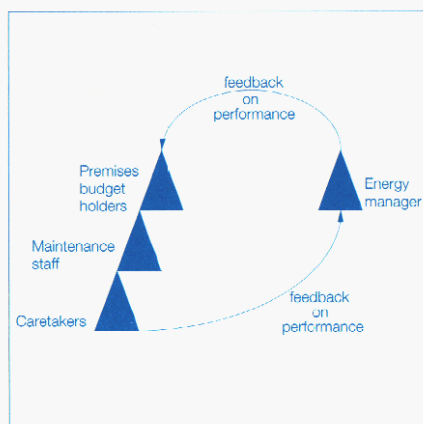 feedback
on
performance
Premises
budget
holders
Energy
manager
Maintenance
staff
feedback
on
performance
Caretakers